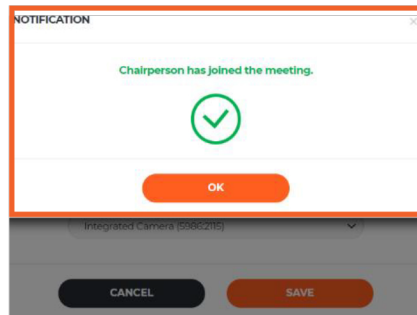 NOTIFICATION
Chairperson has joined the meeting.
OK
Integrated Camera (5986:2115)
CANCEL
SAVE